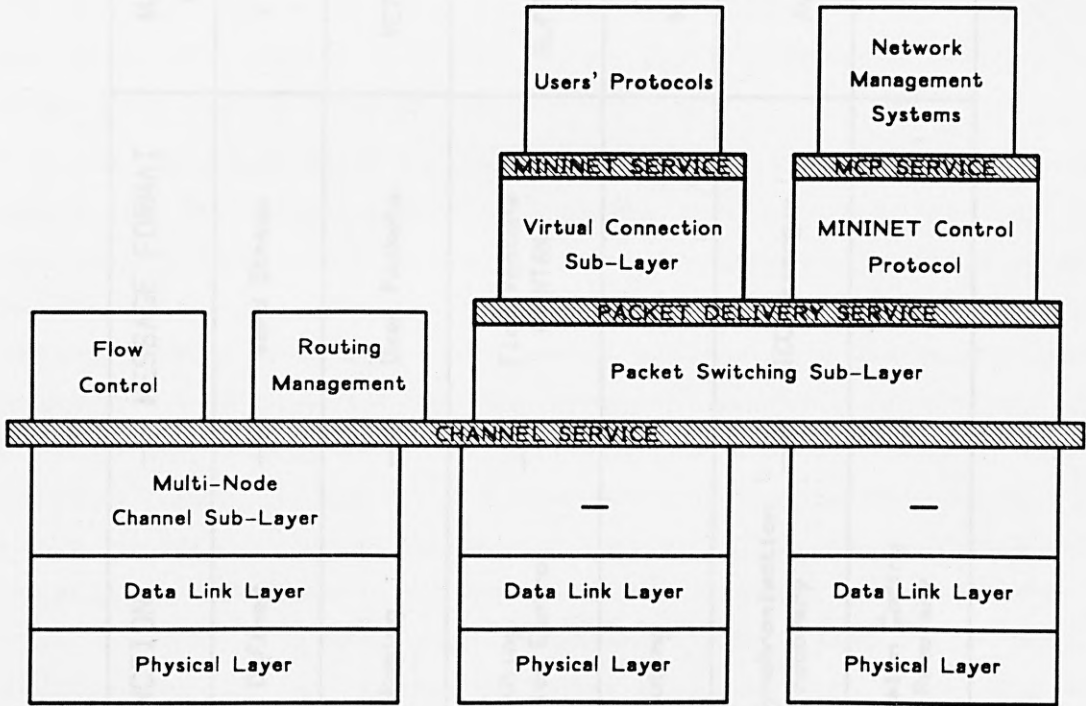 Users' Protocols
Network
Management
Systems
MININET SERVICE
MCP SERVICE
Virtual Connection
Sub-Layer
MININET Control
Protocol
PACKET DELIVERY SERVICE
Flow
Control
Routing
Management
Packet Switching Sub-Layer
CHANNEL SERVICE
Multi-Node
Channel Sub-Layer
—
—
Data Link Layer
Data Link Layer
Data Link Layer
Physical Layer
Physical Layer
Physical Layer